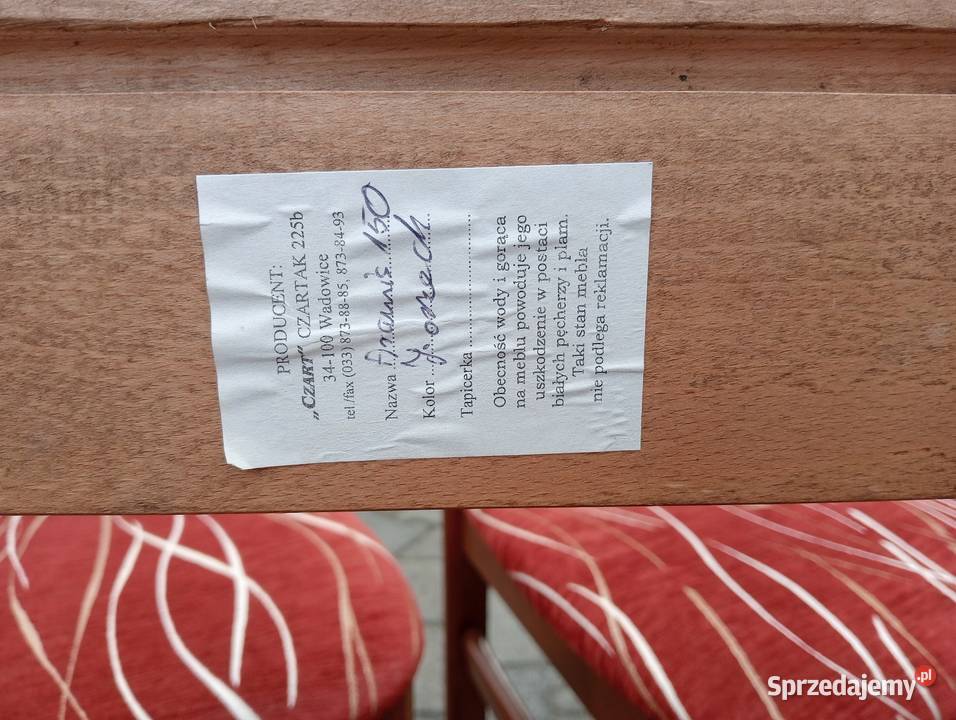 PRODUCENT:
„CZART” CZARTAK 225b
34-100 Wadowice
tel /fax (033) 873-88-85, 873-84-93
Nazwa ... 150
Kolor ...
Tapicerka ...
Obecność wody i gorąca
na meblu powoduje jego
uszkodzenie w postaci
białych pęcherzy i plam.
Taki stan mebla
nie podlega reklamacji.
Sprzedajemy.pl